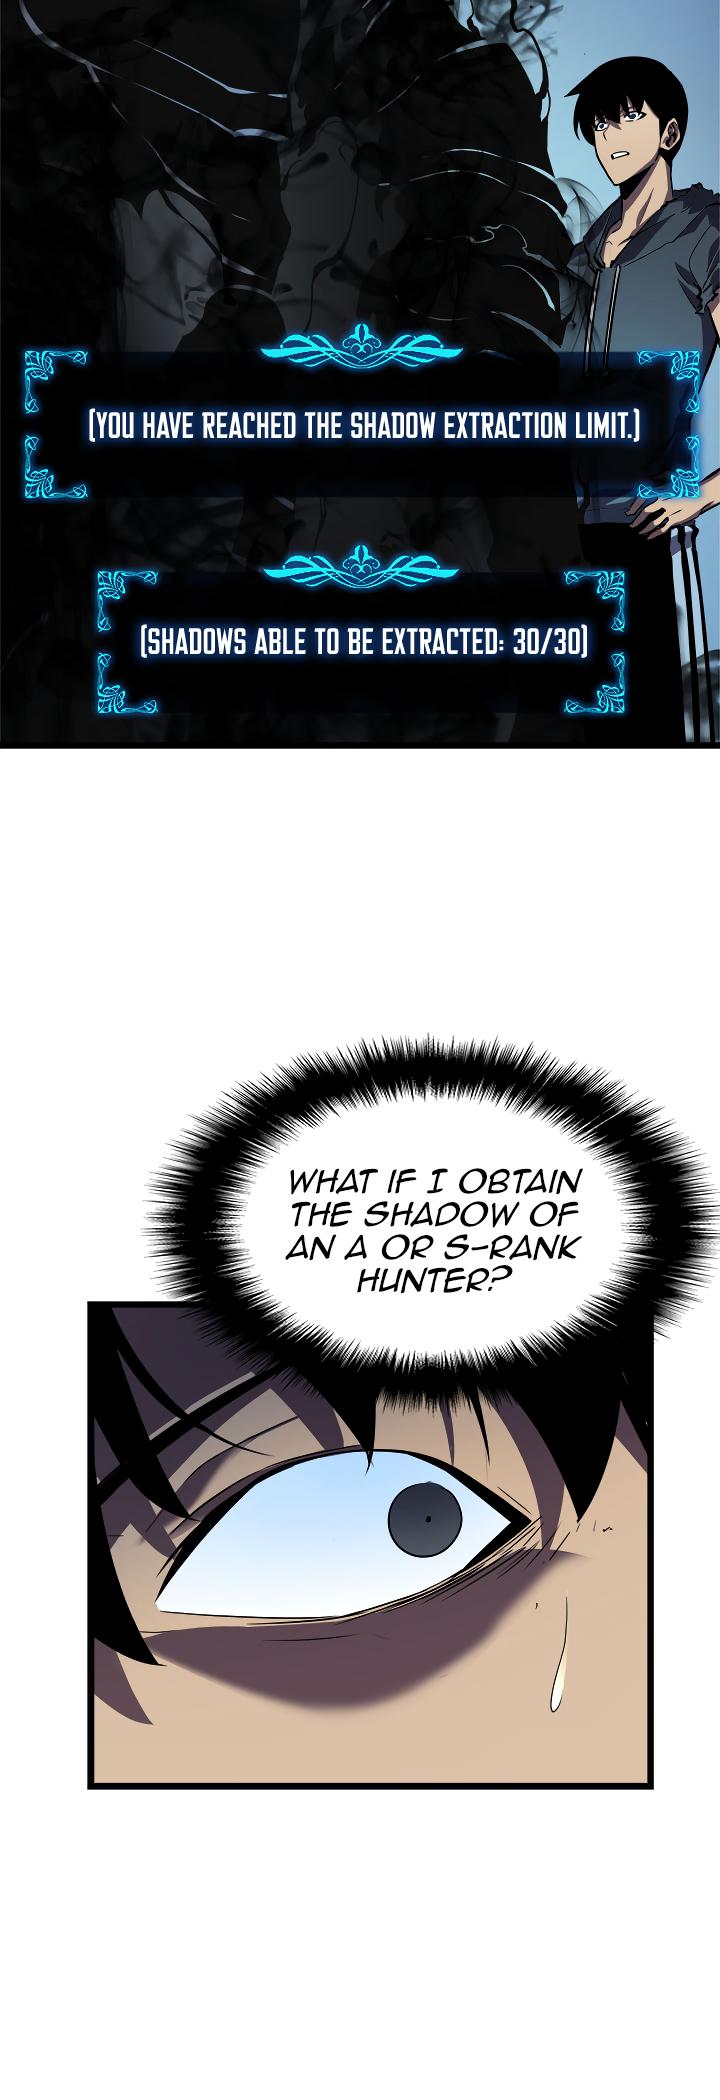 (YOU HAVE REACHED THE SHADOW EXTRACTION LIMIT.)
(SHADOWS ABLE TO BE EXTRACTED: 30/30)
WHAT IF I OBTAIN
THE SHADOW OF
AN A OR S-RANK
HUNTER?